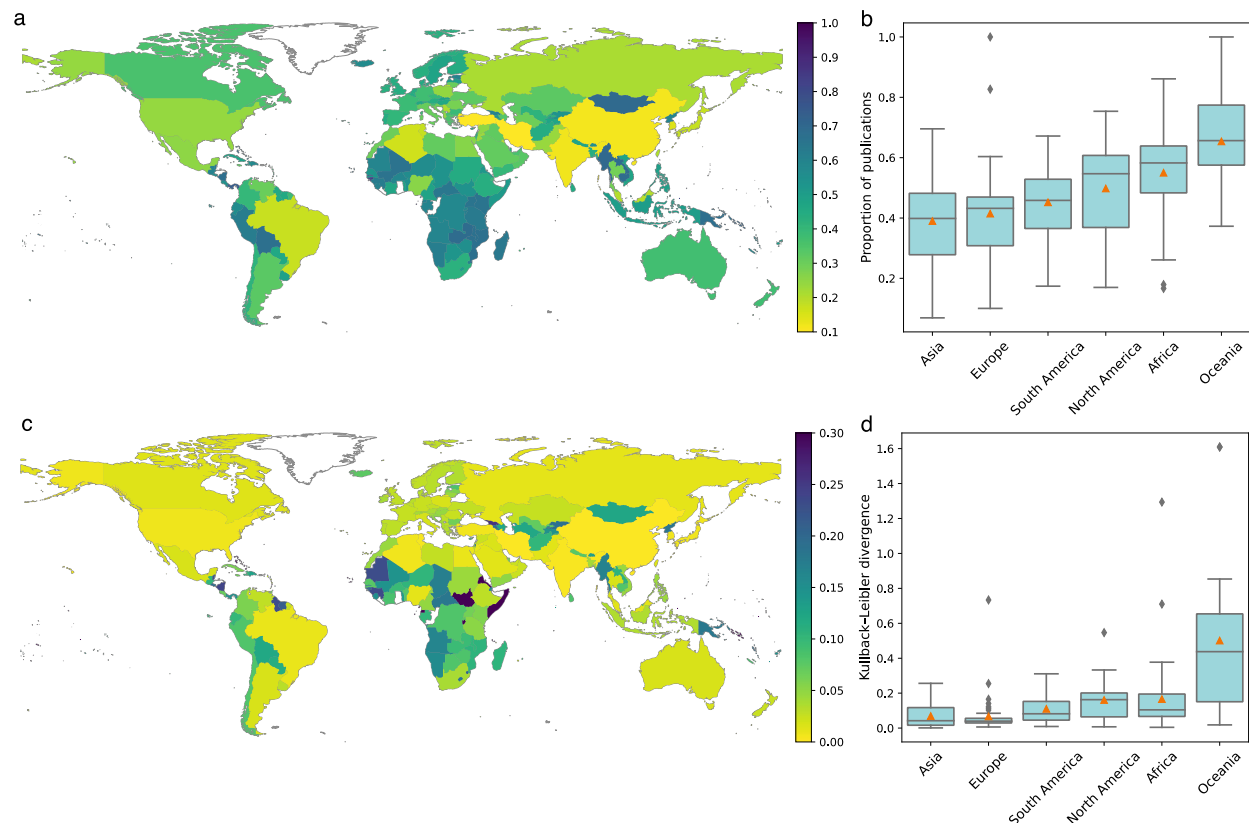 a
1.0
0.9
0.8
0.7
0.6
0.5
0.4
0.3
0.2
0.1
b
Proportion of publications
1.0
0.8
0.6
0.4
0.2
Asia
Europe
South America
North America
Africa
Oceania
c
0.30
0.25
0.20
0.15
0.10
0.05
0.00
d
Kullback–Leibler divergence
1.6
1.4
1.2
1.0
0.8
0.6
0.4
0.2
0.0
Asia
Europe
South America
North America
Africa
Oceania